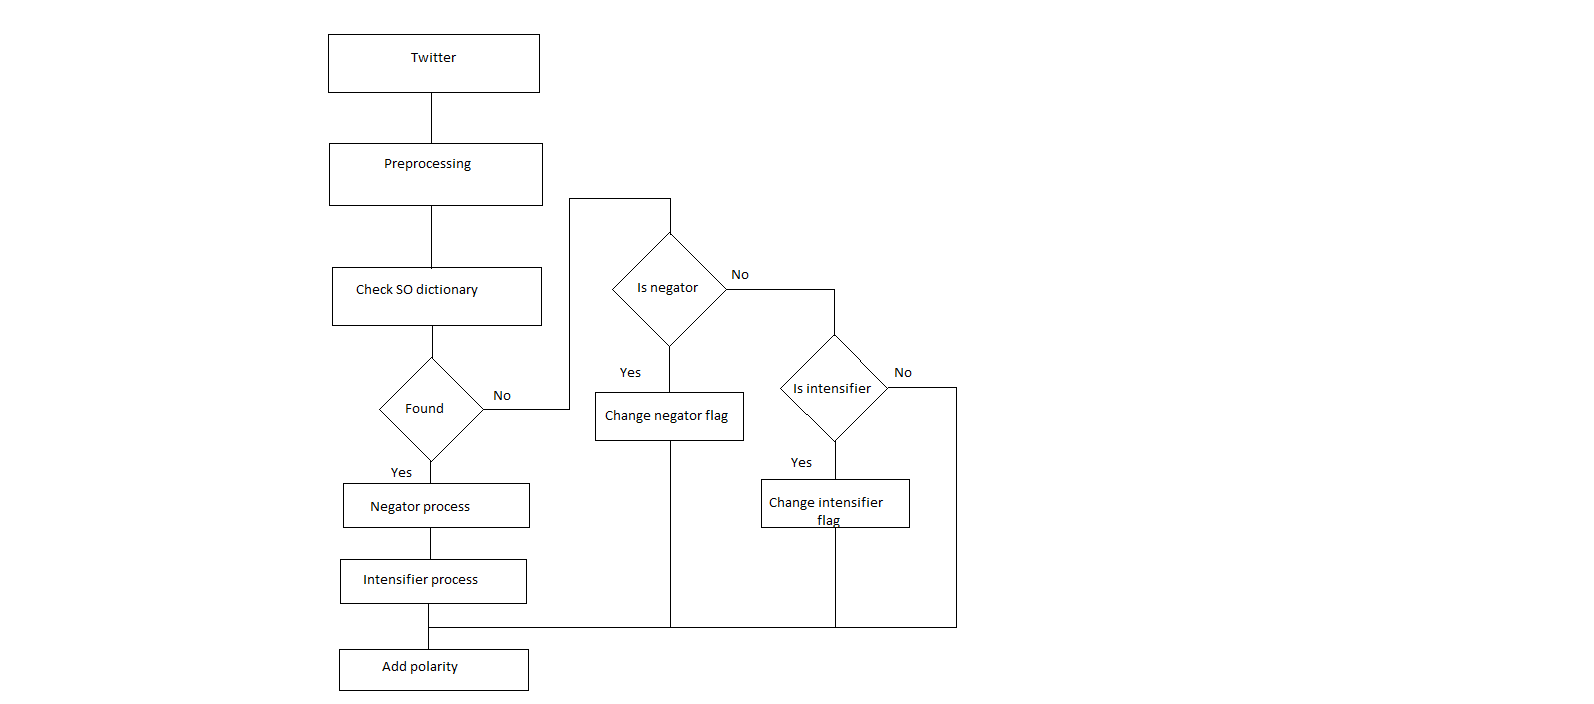 Twitter
Preprocessing
Check SO dictionary
Found
No
Yes
Negator process
Intensifier process
Add polarity
Is negator
No
Yes
Change negator flag
Is intensifier
No
Yes
Change intensifier
flag